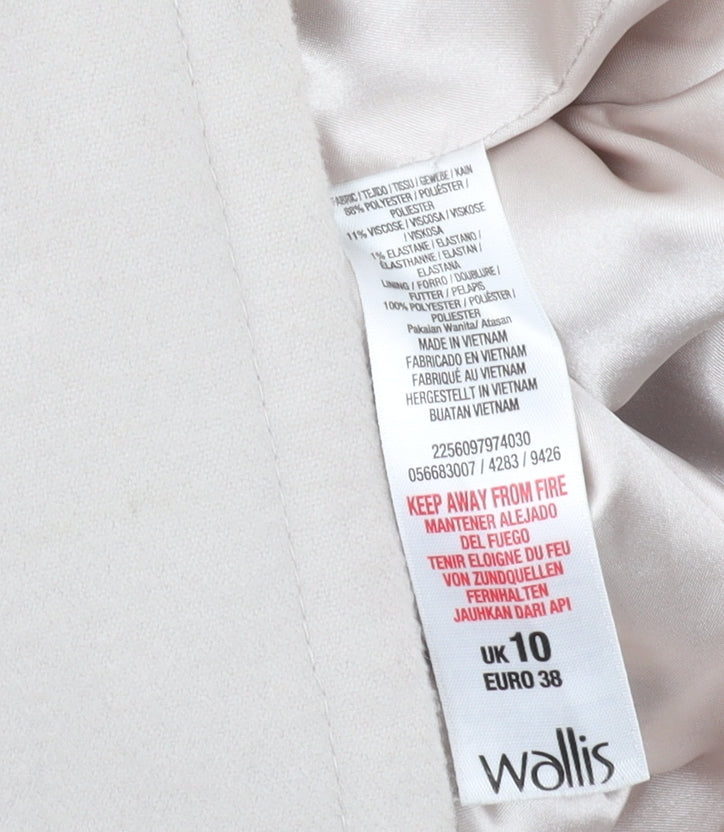 FABRIC / TEJIDO / TISSU / GEWEBE / KAIN
88% POLYESTER / POLIÉSTER /
POLIESTER
11% VISCOSE / VISCOSA / VISKOSE
/ VISKOSA
1% ELASTANE / ELASTANO /
ÉLASTHANNE / ELASTAN /
ELASTANA
LINING / FORRO / DOUBLURE /
FUTTER / PELAPIS
100% POLYESTER / POLIÉSTER /
POLIESTER
Pakaian Wanita/ Atasan
MADE IN VIETNAM
FABRICADO EN VIETNAM
FABRIQUÉ AU VIETNAM
HERGESTELLT IN VIETNAM
BUATAN VIETNAM
2256097974030
056683007 / 4283 / 9426
KEEP AWAY FROM FIRE
MANTENER ALEJADO
DEL FUEGO
TENIR ELOIGNE DU FEU
VON ZUNDQUELLEN
FERNHALTEN
JAUHKAN DARI API
UK 10
EURO 38
wallis